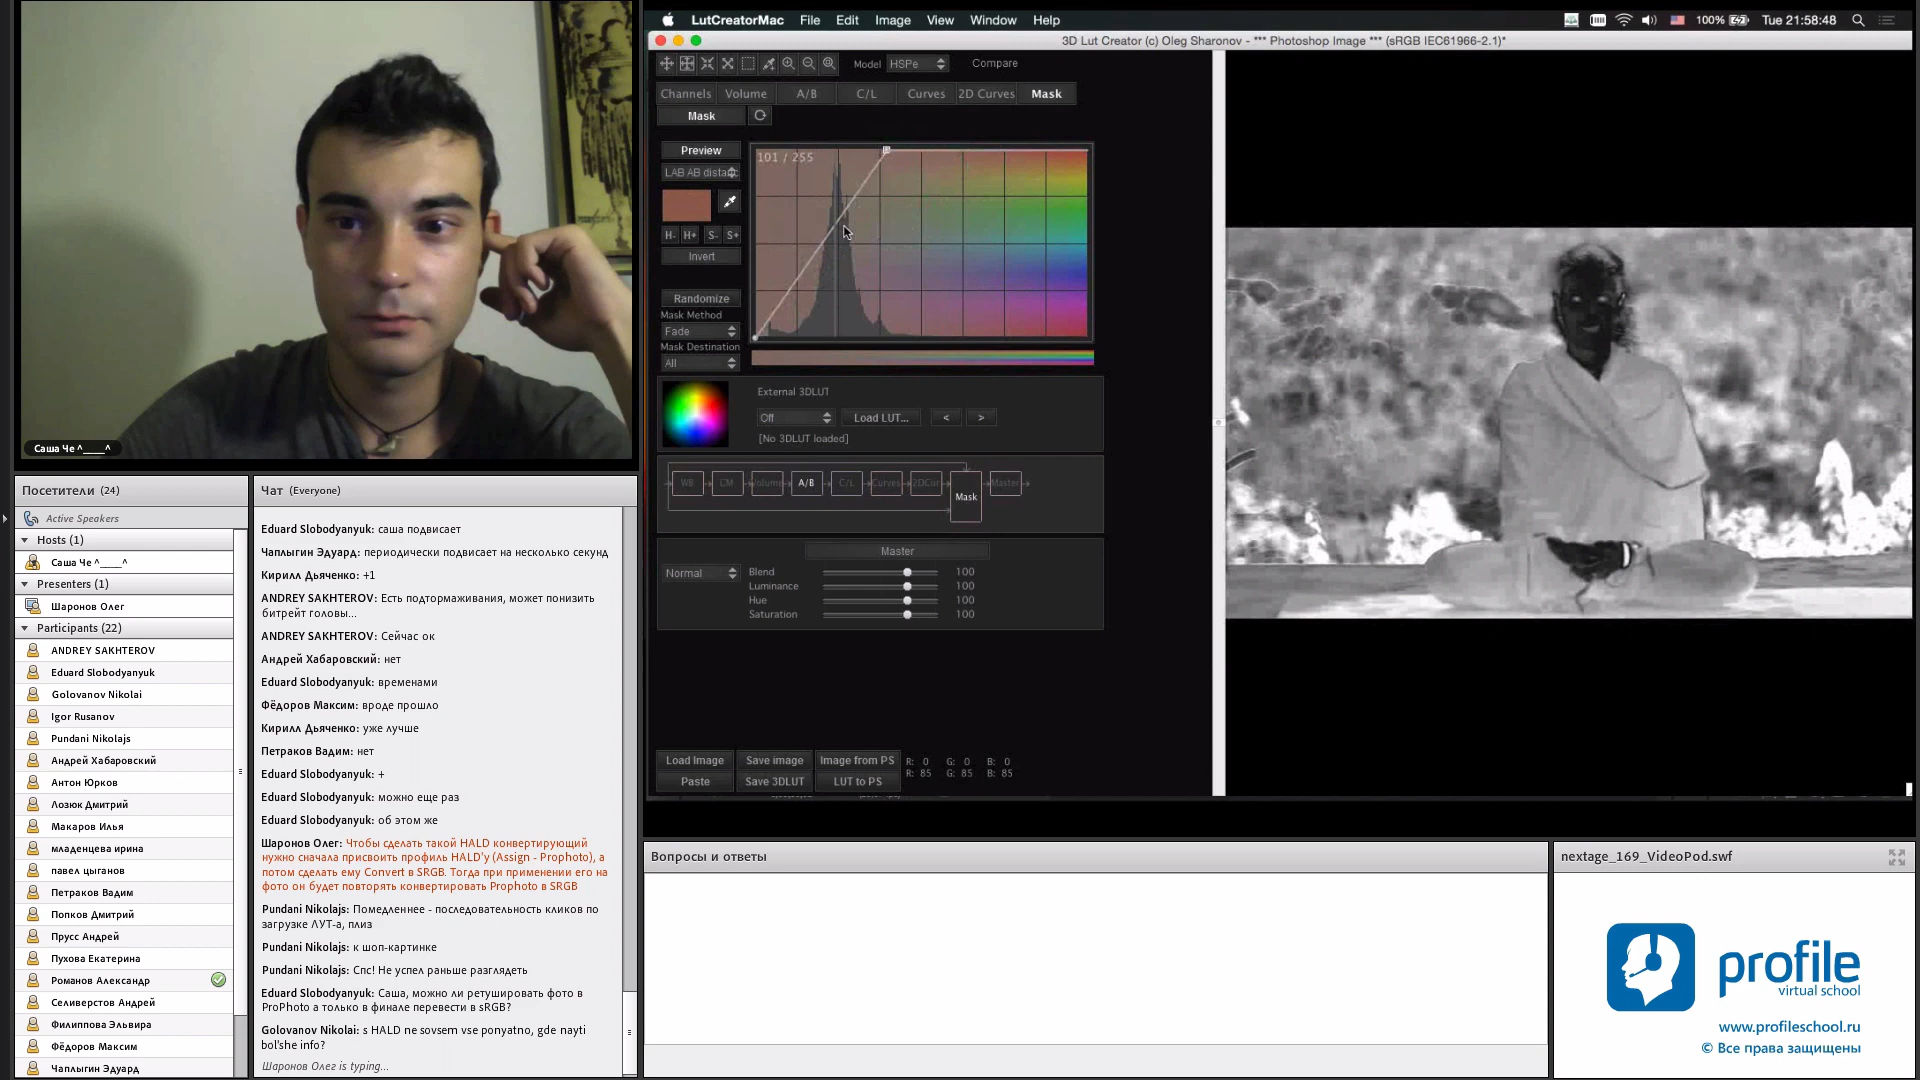 LutCreatorMac File Edit Image View Window Help
100% Tue 21:58:48
3D Lut Creator (c) Oleg Sharonov - *** Photoshop Image *** (sRGB IEC61966-2.1)*
Model HSPe Compare
Channels Volume A/B C/L Curves 2D Curves Mask
Mask
Preview
101 / 255
LAB AB distanc
H- H+ S- S+
Invert
Randomize
Mask Method
Fade
Mask Destination
All
External 3DLUT
Off Load LUT... < >
[No 3DLUT loaded]
WB CM Volume A/B C/L Curves 2DCur Mask Master
Master
Normal
Blend 100
Luminance 100
Hue 100
Saturation 100
Load Image Save image Image from PS
Paste Save 3DLUT LUT to PS
R: 0 G: 0 B: 0
R: 85 G: 85 B: 85
Саша Че ^____^
Посетители (24)
Active Speakers
Hosts (1)
Саша Че ^____^
Presenters (1)
Шаронов Олег
Participants (22)
ANDREY SAKHTEROV
Eduard Slobodyanyuk
Golovanov Nikolai
Igor Rusanov
Pundani Nikolajs
Андрей Хабаровский
Антон Юрков
Лозюк Дмитрий
Макаров Илья
младенцева ирина
павел цыганов
Петраков Вадим
Попков Дмитрий
Прусс Андрей
Пухова Екатерина
Романов Александр
Селиверстов Андрей
Филиппова Эльвира
Фёдоров Максим
Чаплыгин Эдуард
Чат (Everyone)
Eduard Slobodyanyuk: саша подвисает
Чаплыгин Эдуард: периодически подвисает на несколько секунд
Кирилл Дьяченко: +1
ANDREY SAKHTEROV: Есть подтормаживания, может понизить
битрейт головы...
ANDREY SAKHTEROV: Сейчас ок
Андрей Хабаровский: нет
Eduard Slobodyanyuk: временами
Фёдоров Максим: вроде прошло
Кирилл Дьяченко: уже лучше
Петраков Вадим: нет
Eduard Slobodyanyuk: +
Eduard Slobodyanyuk: можно еще раз
Eduard Slobodyanyuk: об этом же
Шаронов Олег: Чтобы сделать такой HALD конвертирующий
нужно сначала присвоить профиль HALD'у (Assign - Prophoto), а
потом сделать ему Convert в SRGB. Тогда при применении его на
фото он будет повторять конвертировать Prophoto в SRGB
Pundani Nikolajs: Помедленнее - последовательность кликов по
загрузке ЛУТ-а, плиз
Pundani Nikolajs: к шоп-картинке
Pundani Nikolajs: Спс! Не успел раньше разглядеть
Eduard Slobodyanyuk: Саша, можно ли ретушировать фото в
ProPhoto а только в финале перевести в sRGB?
Golovanov Nikolai: s HALD ne sovsem vse ponyatno, gde nayti
bol'she info?
Шаронов Олег is typing...
Вопросы и ответы
nextage_169_VideoPod.swf
profile
virtual school
www.profileschool.ru
© Все права защищены